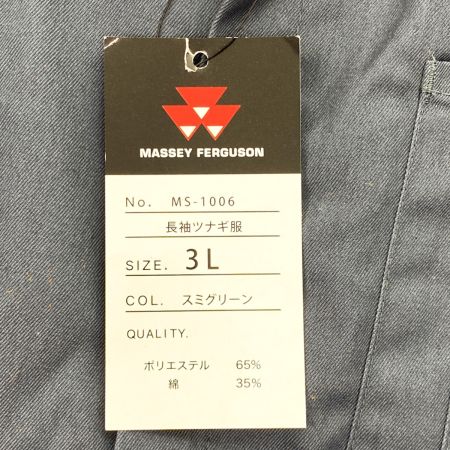 MASSEY FERGUSON
No. MS-1006
長袖ツナギ服
SIZE. 3L
COL. スミグリーン
QUALITY.
ポリエステル 65%
綿 35%